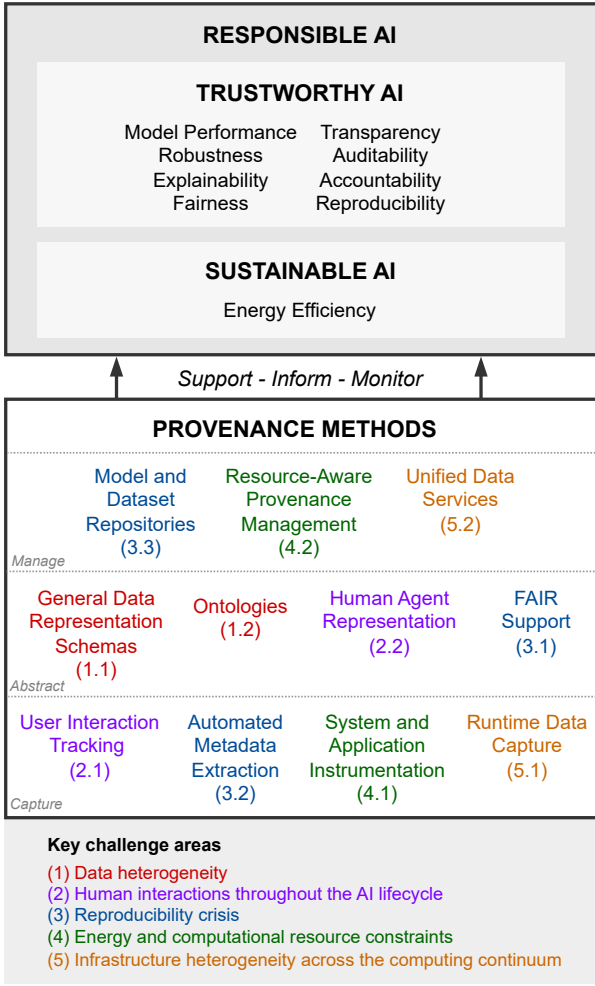 RESPONSIBLE AI
TRUSTWORTHY AI
Model Performance
Robustness
Explainability
Fairness
Transparency
Auditability
Accountability
Reproducibility
SUSTAINABLE AI
Energy Efficiency
Support - Inform - Monitor
PROVENANCE METHODS
Model and
Dataset
Repositories
(3.3)
Resource-Aware
Provenance
Management
(4.2)
Unified Data
Services
(5.2)
Manage
General Data
Representation
Schemas
(1.1)
Ontologies
(1.2)
Human Agent
Representation
(2.2)
FAIR
Support
(3.1)
Abstract
User Interaction
Tracking
(2.1)
Automated
Metadata
Extraction
(3.2)
System and
Application
Instrumentation
(4.1)
Runtime Data
Capture
(5.1)
Capture
Key challenge areas
(1) Data heterogeneity
(2) Human interactions throughout the AI lifecycle
(3) Reproducibility crisis
(4) Energy and computational resource constraints
(5) Infrastructure heterogeneity across the computing continuum